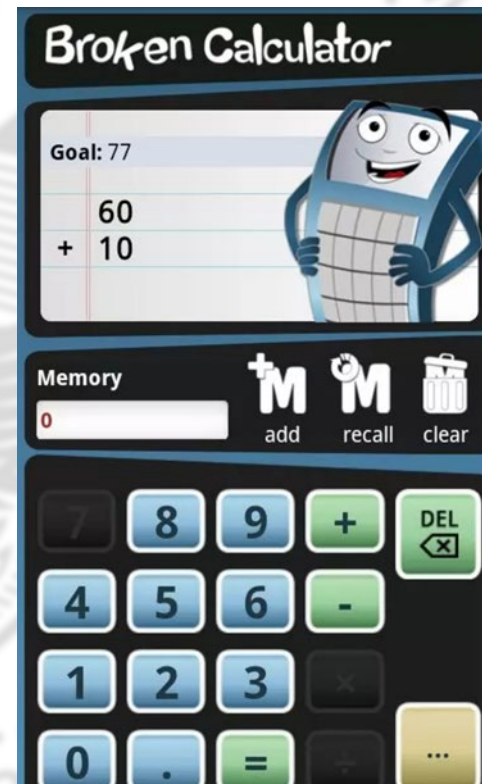 Broken Calculator
Goal: 77
60
+ 10
Memory
0
+M M M
add recall clear
7 8 9 + DEL
4 5 6 -
1 2 3 ×
0 . = ÷ ...